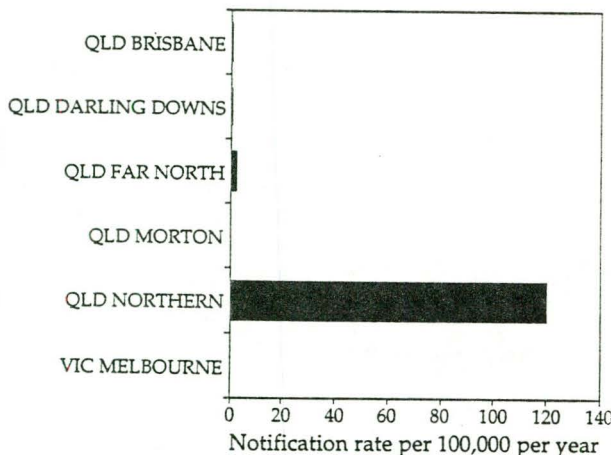 QLD BRISBANE
QLD DARLING DOWNS
QLD FAR NORTH
QLD MORTON
QLD NORTHERN
VIC MELBOURNE
0 20 40 60 80 100 120 140
Notification rate per 100,000 per year